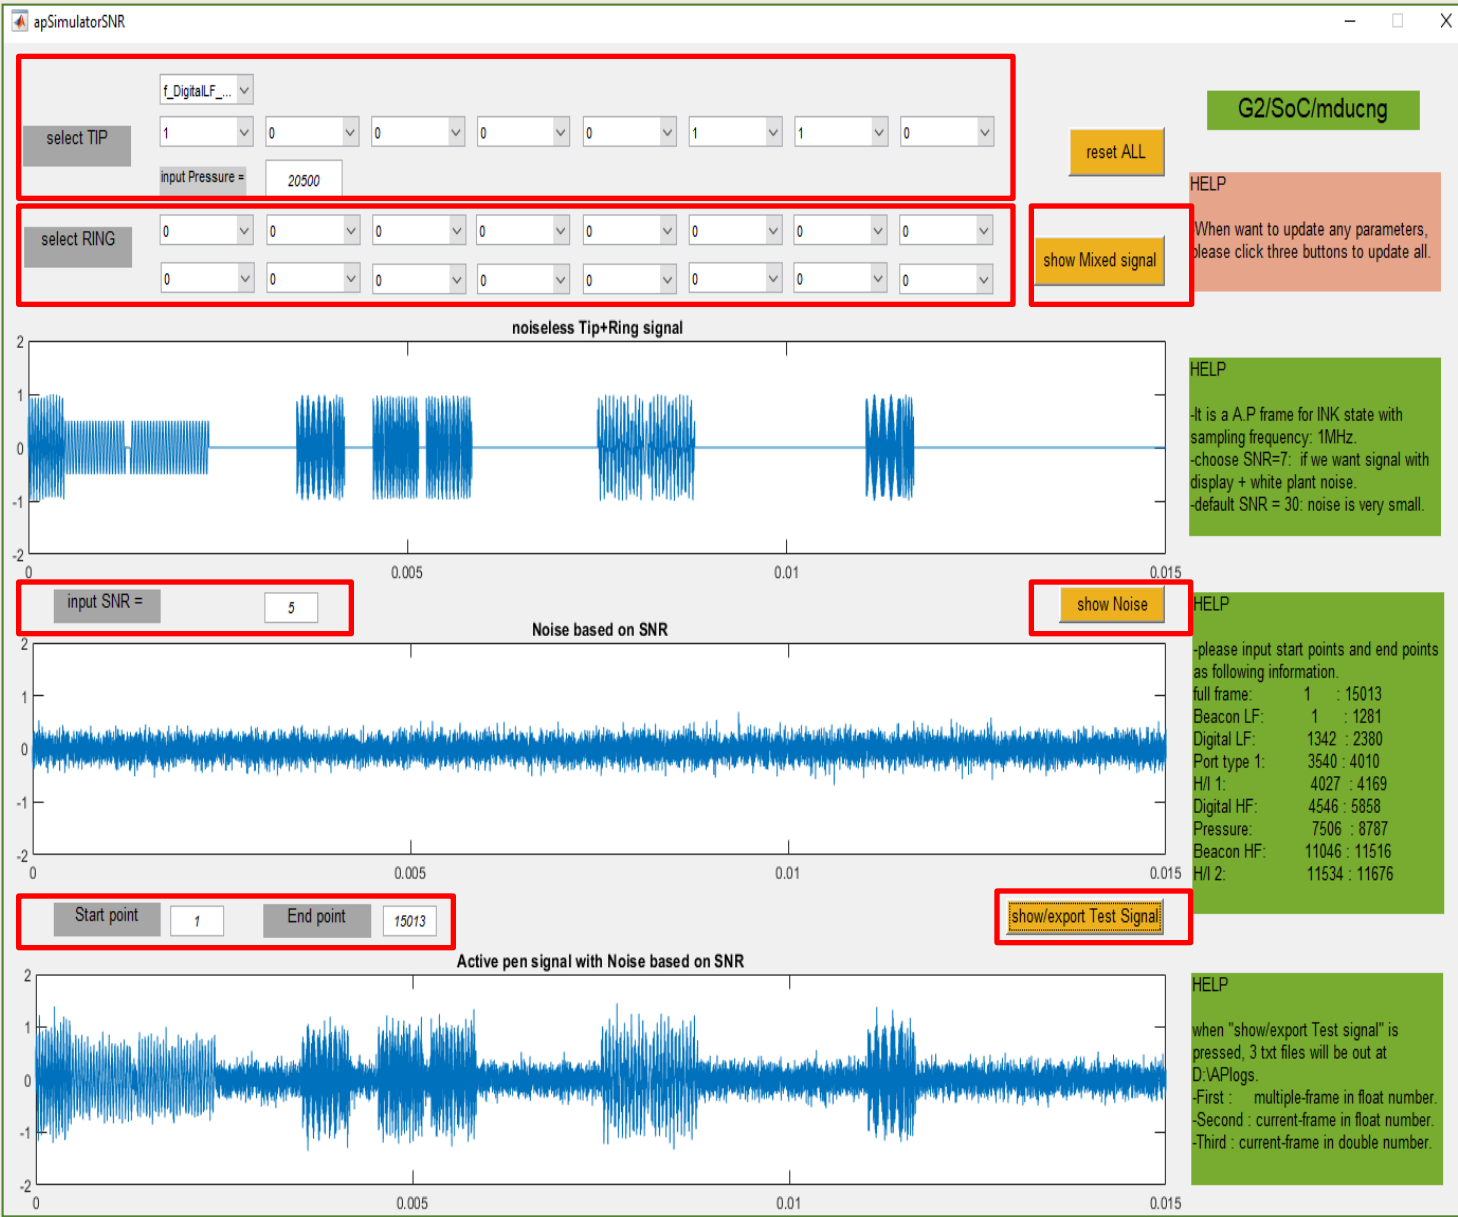 apSimulatorSNR
f_DigitalLF_...
select TIP
1 0 0 0 0 1 1 0
input Pressure = 20500
reset ALL
G2/SoC/mducng
HELP
When want to update any parameters,
please click three buttons to update all.
select RING
0 0 0 0 0 0 0 0
0 0 0 0 0 0 0 0
show Mixed signal
noiseless Tip+Ring signal
2
1
0
-1
-2
0 0.005 0.01 0.015
HELP
-It is a A.P frame for INK state with
sampling frequency: 1MHz.
-choose SNR=7: if we want signal with
display + white plant noise.
-default SNR = 30: noise is very small.
input SNR = 5
show Noise
Noise based on SNR
2
1
0
-1
-2
0 0.005 0.01 0.015
HELP
-please input start points and end points
as following information.
full frame: 1 : 15013
Beacon LF: 1 : 1281
Digital LF: 1342 : 2380
Port type 1: 3540 : 4010
H/I 1: 4027 : 4169
Digital HF: 4546 : 5858
Pressure: 7506 : 8787
Beacon HF: 11046 : 11516
H/I 2: 11534 : 11676
Start point 1 End point 15013
show/export Test Signal
Active pen signal with Noise based on SNR
2
1
0
-1
-2
0 0.005 0.01 0.015
HELP
when "show/export Test signal" is
pressed, 3 txt files will be out at
D:\APlogs.
-First : multiple-frame in float number.
-Second : current-frame in float number.
-Third : current-frame in double number.